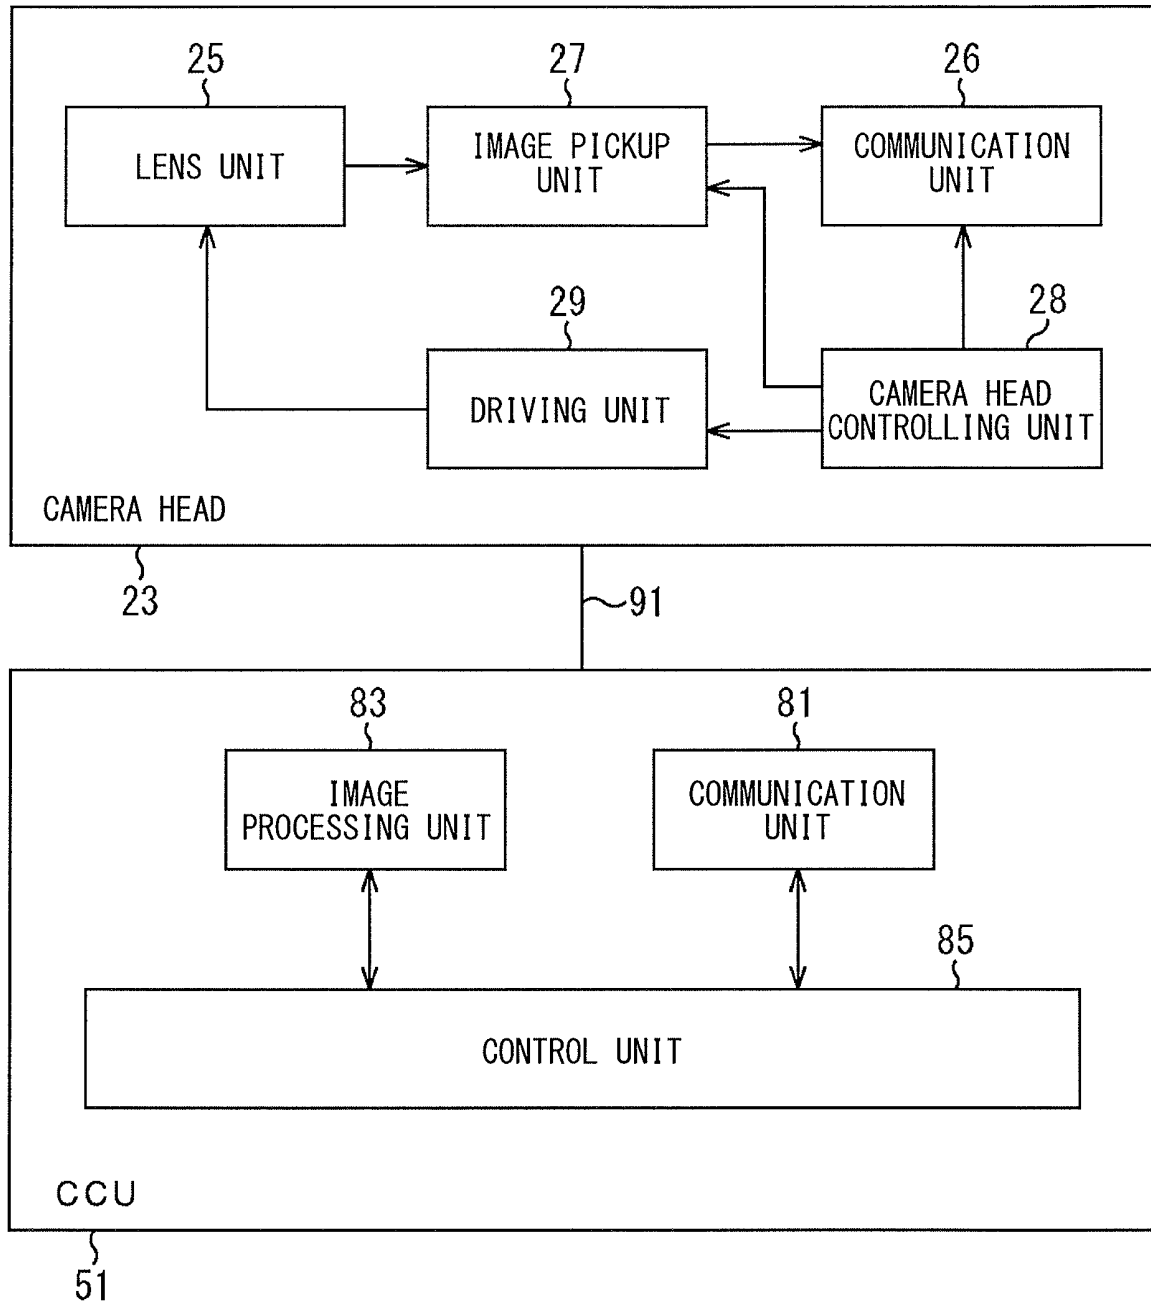 25
27
26
LENS UNIT
IMAGE PICKUP
UNIT
COMMUNICATION
UNIT
29
28
DRIVING UNIT
CAMERA HEAD
CONTROLLING UNIT
CAMERA HEAD
23
91
83
81
IMAGE
PROCESSING UNIT
COMMUNICATION
UNIT
85
CONTROL UNIT
CCU
51